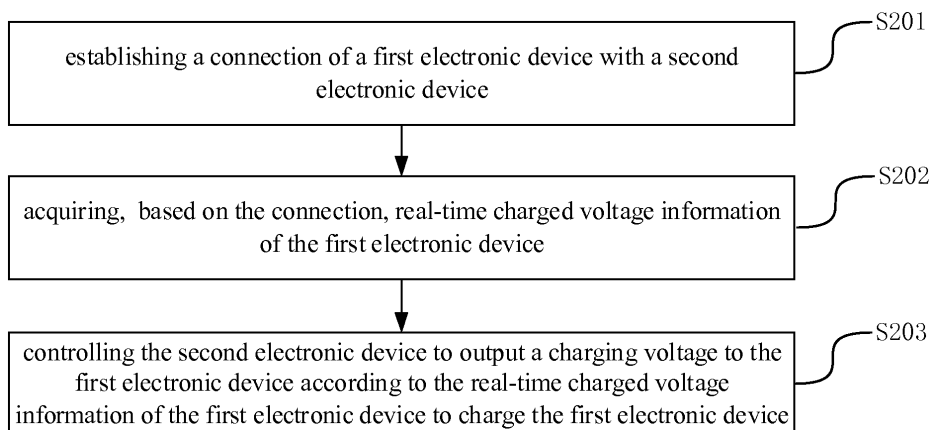 S201
establishing a connection of a first electronic device with a second
electronic device
S202
acquiring, based on the connection, real-time charged voltage information
of the first electronic device
S203
controlling the second electronic device to output a charging voltage to the
first electronic device according to the real-time charged voltage
information of the first electronic device to charge the first electronic device